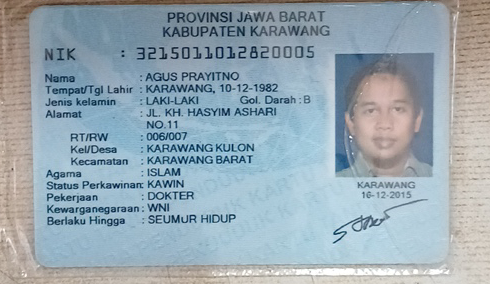 PROVINSI JAWA BARAT
KABUPATEN KARAWANG
NIK : 3215011012820005
Nama : AGUS PRAYITNO
Tempat/Tgl Lahir : KARAWANG, 10-12-1982
Jenis kelamin : LAKI-LAKI Gol. Darah : B
Alamat : JL. KH. HASYIM ASHARI
NO.11
RT/RW : 006/007
Kel/Desa : KARAWANG KULON
Kecamatan : KARAWANG BARAT
Agama : ISLAM
Status Perkawinan: KAWIN
Pekerjaan : DOKTER
Kewarganegaraan: WNI
Berlaku Hingga : SEUMUR HIDUP
KARAWANG
16-12-2015